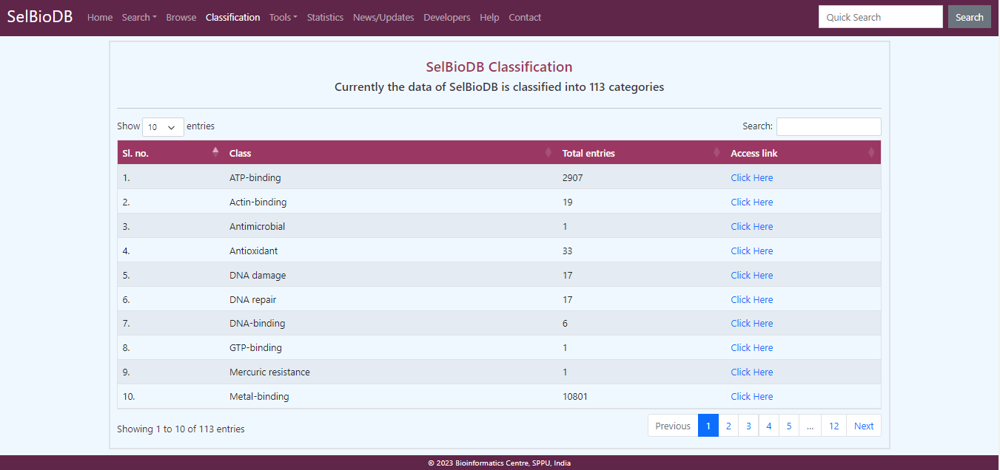 SelBioDB Home Search Browse Classification Tools Statistics News/Updates Developers Help Contact Quick Search Search
SelBioDB Classification
Currently the data of SelBioDB is classified into 113 categories
Show 10 entries Search:
Sl. no. Class Total entries Access link
1. ATP-binding 2907 Click Here
2. Actin-binding 19 Click Here
3. Antimicrobial 1 Click Here
4. Antioxidant 33 Click Here
5. DNA damage 17 Click Here
6. DNA repair 17 Click Here
7. DNA-binding 6 Click Here
8. GTP-binding 1 Click Here
9. Mercuric resistance 1 Click Here
10. Metal-binding 10801 Click Here
Showing 1 to 10 of 113 entries Previous 1 2 3 4 5 ... 12 Next
© 2023 Bioinformatics Centre, SPPU, India